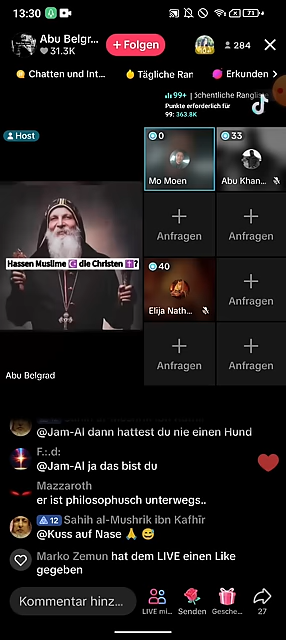 13:30
Abu Belgr...
31.3K
+ Folgen
284
Chatten und Int...
Tägliche Ran
Erkunden
99+
chentliche Ranglis
Punkte erforderlich für
99: 363.8K
Host
0
Mo Moen
33
Abu Khan...
Hassen Muslime die Christen ?
Anfragen
Anfragen
40
Elija Nath...
Anfragen
Anfragen
Anfragen
Abu Belgrad
@Jam-Al dann hattest du nie einen Hund
F.:.d:
@Jam-Al ja das bist du
Mazzaroth
er ist philosophusch unterwegs..
12 Sahih al-Mushrik ibn Kafhîr
@Kuss auf Nase 🙏 😅
Marko Zemun hat dem LIVE einen Like
gegeben
Kommentar hinz...
LIVE mi...
Senden
Gesche...
27